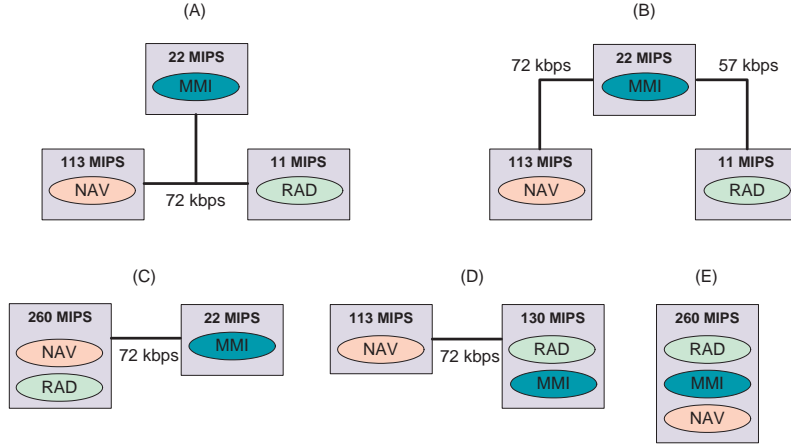 (A)
22 MIPS
MMI
113 MIPS
NAV
11 MIPS
RAD
72 kbps
(B)
72 kbps
22 MIPS
MMI
57 kbps
113 MIPS
NAV
11 MIPS
RAD
(C)
260 MIPS
NAV
RAD
72 kbps
22 MIPS
MMI
(D)
113 MIPS
NAV
72 kbps
130 MIPS
RAD
MMI
(E)
260 MIPS
RAD
MMI
NAV